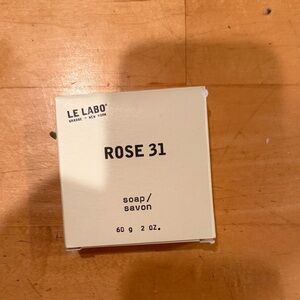 LE LABO
GRASSE - NEW YORK
ROSE 31
soap/
savon
60 g 2 oz.